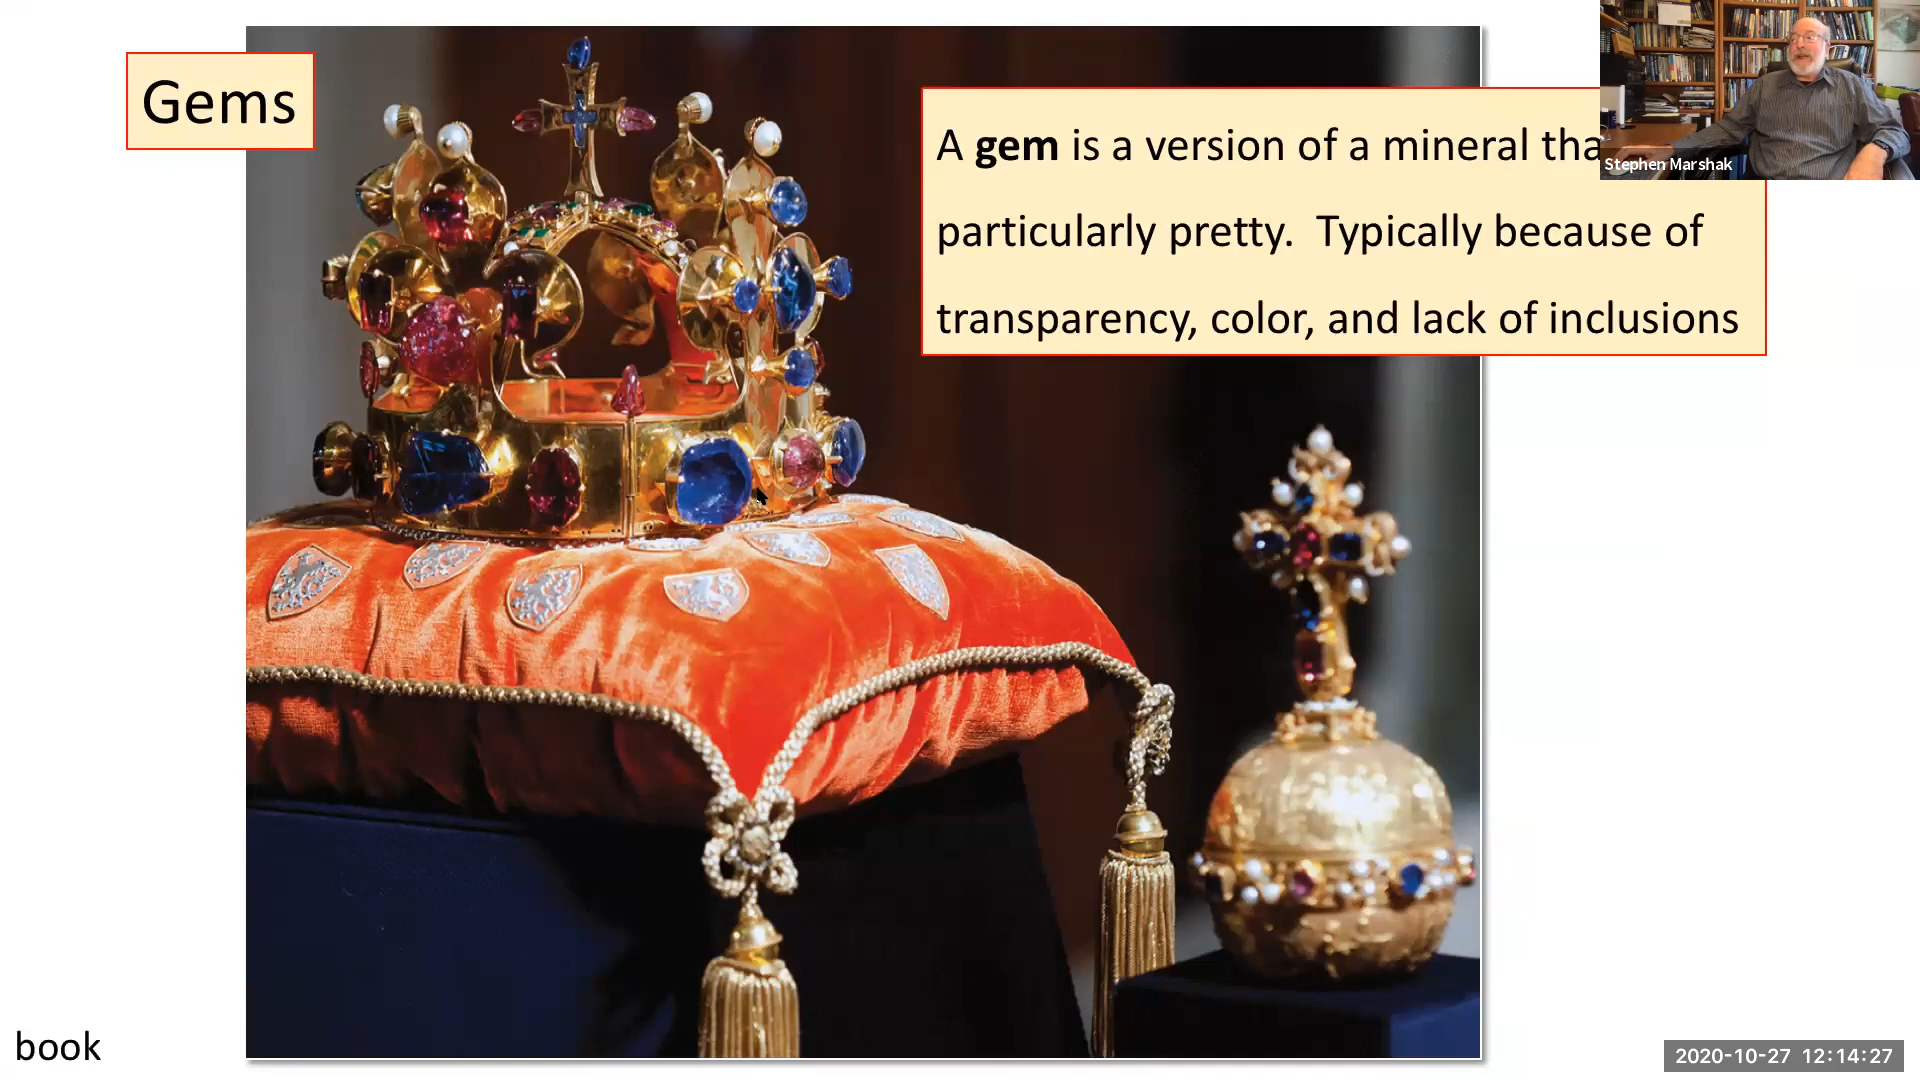 Gems
A gem is a version of a mineral tha
particularly pretty. Typically because of
transparency, color, and lack of inclusions
Stephen Marshak
book
2020-10-27 12:14:27